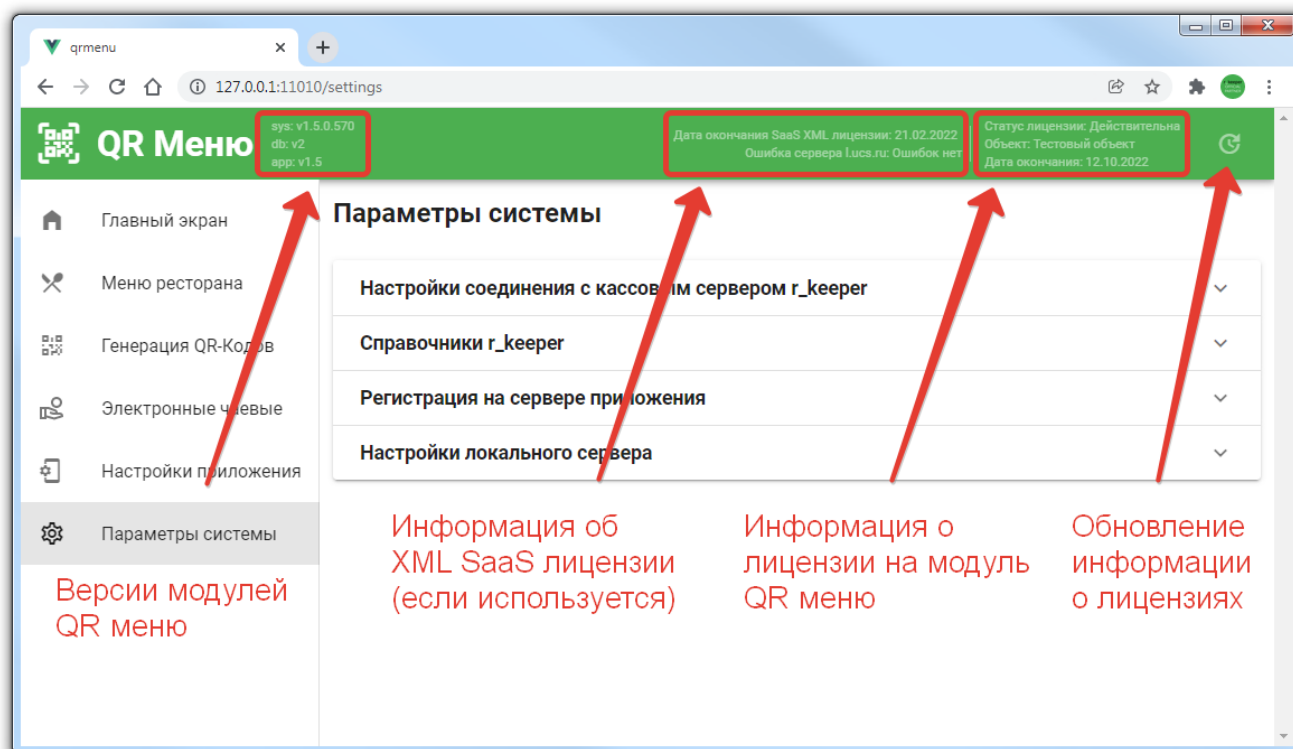 qrmenu
127.0.0.1:11010/settings
QR Меню
sys: v1.5.0.570
db: v2
app: v1.5
Дата окончания SaaS XML лицензии: 21.02.2022
Ошибка сервера l.ucs.ru: Ошибок нет
Статус лицензии: Действительна
Объект: Тестовый объект
Дата окончания: 12.10.2022
Главный экран
Меню ресторана
Генерация QR-Кодов
Электронные чаевые
Настройки приложения
Параметры системы
Параметры системы
Настройки соединения с кассовым сервером r_keeper
Справочники r_keeper
Регистрация на сервере приложения
Настройки локального сервера
Версии модулей
QR меню
Информация об
XML SaaS лицензии
(если используется)
Информация о
лицензии на модуль
QR меню
Обновление
информации
о лицензиях